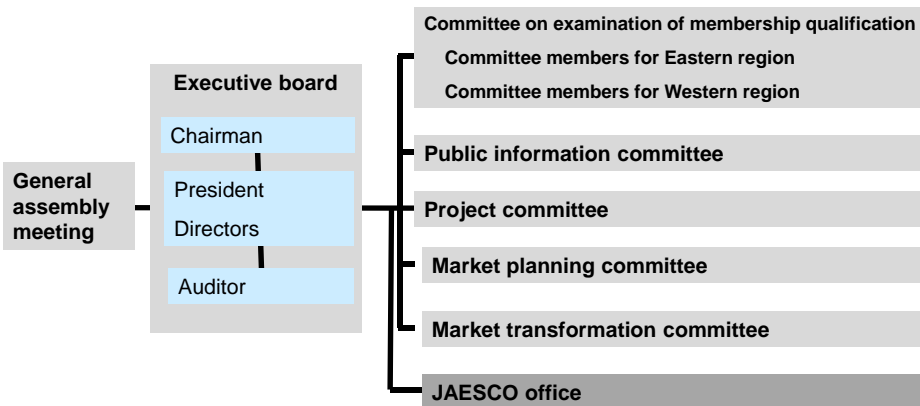 General
assembly
meeting
Executive board
Chairman
President
Directors
Auditor
Committee on examination of membership qualification
Committee members for Eastern region
Committee members for Western region
Public information committee
Project committee
Market planning committee
Market transformation committee
JAESCO office